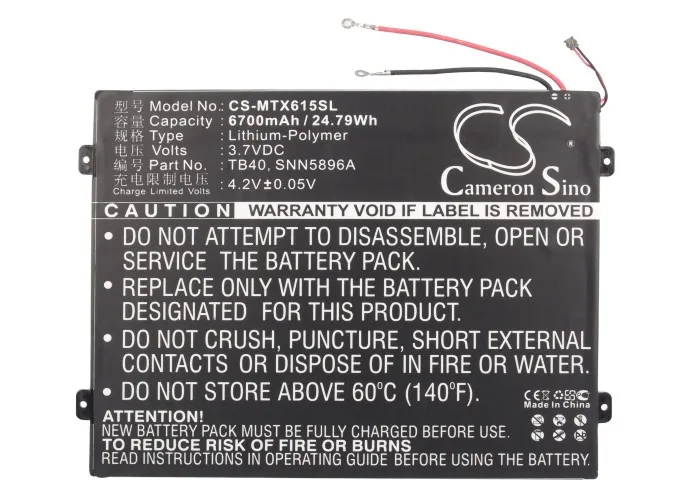 型号 Model No.: CS-MTX615SL
容量 Capacity: 6700mAh / 24.79Wh
类别 Type: Lithium-Polymer
电压 Volts: 3.7VDC
编号 Part No.: TB40, SNN5896A
充电限制电压 : 4.2V±0.05V
Charge Limited Volts
CS
Cameron Sino
CAUTION WARRANTY VOID IF LABEL IS REMOVED
• DO NOT ATTEMPT TO DISASSEMBLE, OPEN OR
SERVICE THE BATTERY PACK.
• REPLACE ONLY WITH THE BATTERY PACK
DESIGNATED FOR THIS PRODUCT.
• DO NOT CRUSH, PUNCTURE, SHORT EXTERNAL
CONTACTS OR DISPOSE OF IN FIRE OR WATER.
• DO NOT STORE ABOVE 60°C (140°F).
CE
Made In China
ATTENTION!
BATTERY MUST BE FULLY CHARGED BEFORE USE
TO REDUCE RISK OF FIRE OR BURNS
READ INSTRUCTIONS IN OPERATING GUIDE BEFORE USING BATTERY